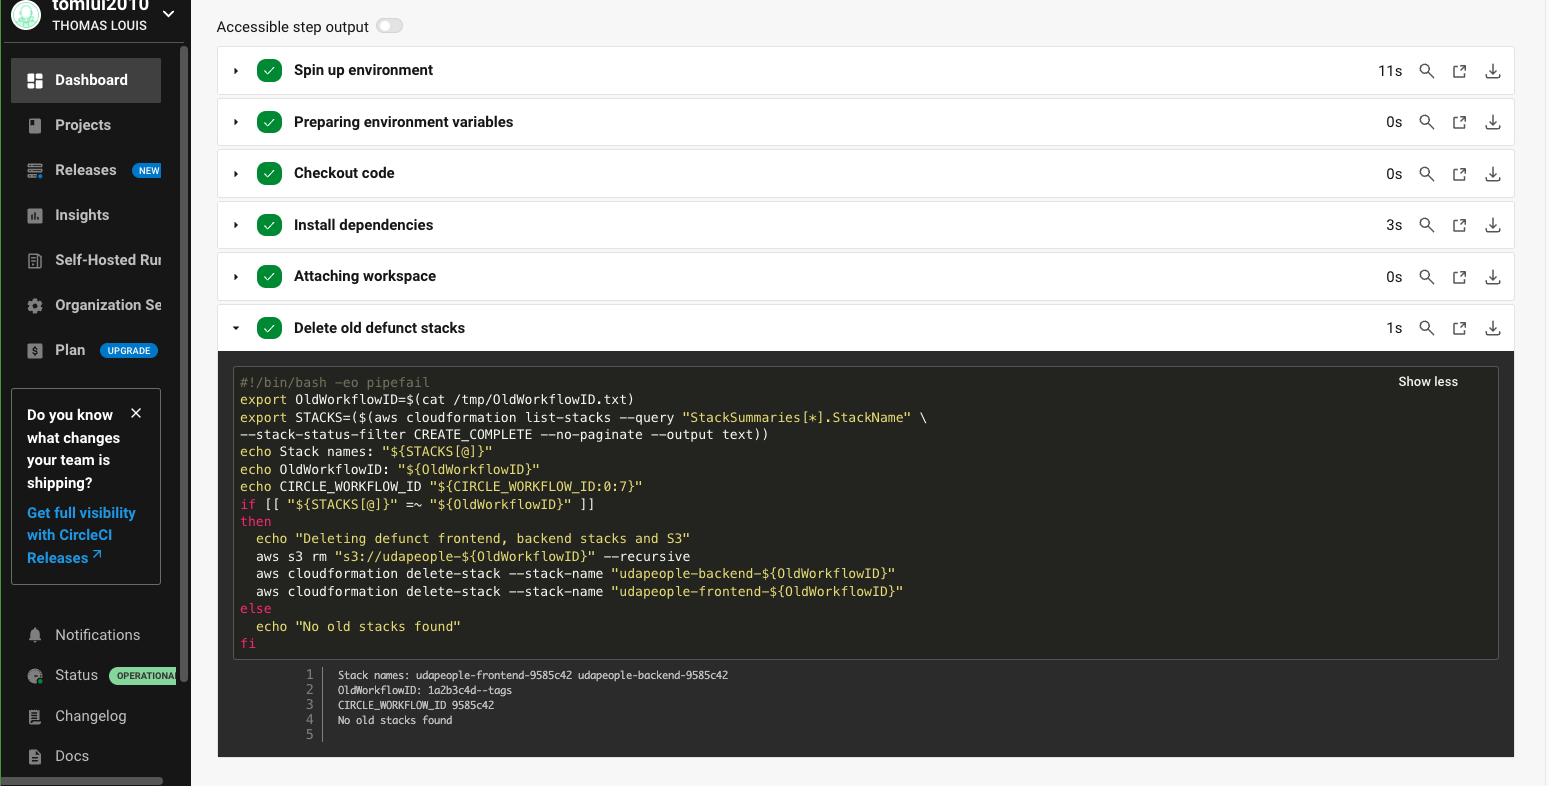 tomlui2010
THOMAS LOUIS
Dashboard
Projects
Releases NEW
Insights
Self-Hosted Rur
Organization Se
Plan UPGRADE
Do you know
what changes
your team is
shipping?
Get full visibility
with CircleCI
Releases
Notifications
Status OPERATIONA
Changelog
Docs
Accessible step output
Spin up environment 11s
Preparing environment variables 0s
Checkout code 0s
Install dependencies 3s
Attaching workspace 0s
Delete old defunct stacks 1s
Show less
#!/bin/bash -eo pipefail
export OldWorkflowID=$(cat /tmp/OldWorkflowID.txt)
export STACKS=($(aws cloudformation list-stacks --query "StackSummaries[*].StackName" \
--stack-status-filter CREATE_COMPLETE --no-paginate --output text))
echo Stack names: "${STACKS[@]}"
echo OldWorkflowID: "${OldWorkflowID}"
echo CIRCLE_WORKFLOW_ID "${CIRCLE_WORKFLOW_ID:0:7}"
if [[ "${STACKS[@]}" =~ "${OldWorkflowID}" ]]
then
  echo "Deleting defunct frontend, backend stacks and S3"
  aws s3 rm "s3://udapeople-${OldWorkflowID}" --recursive
  aws cloudformation delete-stack --stack-name "udapeople-backend-${OldWorkflowID}"
  aws cloudformation delete-stack --stack-name "udapeople-frontend-${OldWorkflowID}"
else
  echo "No old stacks found"
fi
1 Stack names: udapeople-frontend-9585c42 udapeople-backend-9585c42
2 OldWorkflowID: 1a2b3c4d--tags
3 CIRCLE_WORKFLOW_ID 9585c42
4 No old stacks found
5